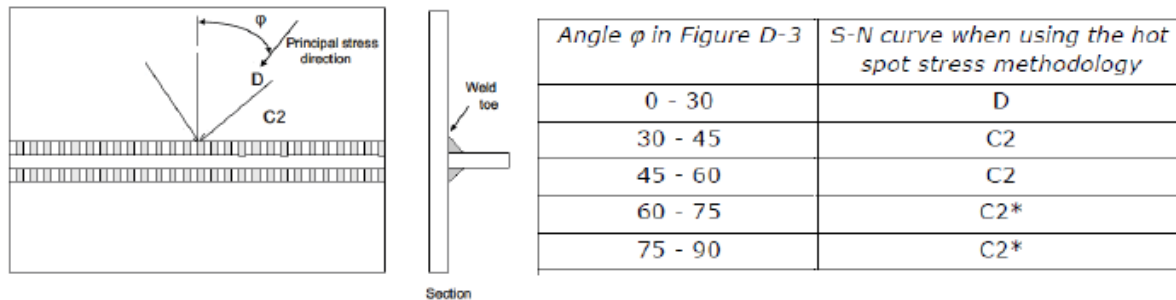 φ
Principal stress
direction
D
C2
Weld
toe
Section
Angle φ in Figure D-3 S-N curve when using the hot
spot stress methodology
0 - 30 D
30 - 45 C2
45 - 60 C2
60 - 75 C2*
75 - 90 C2*